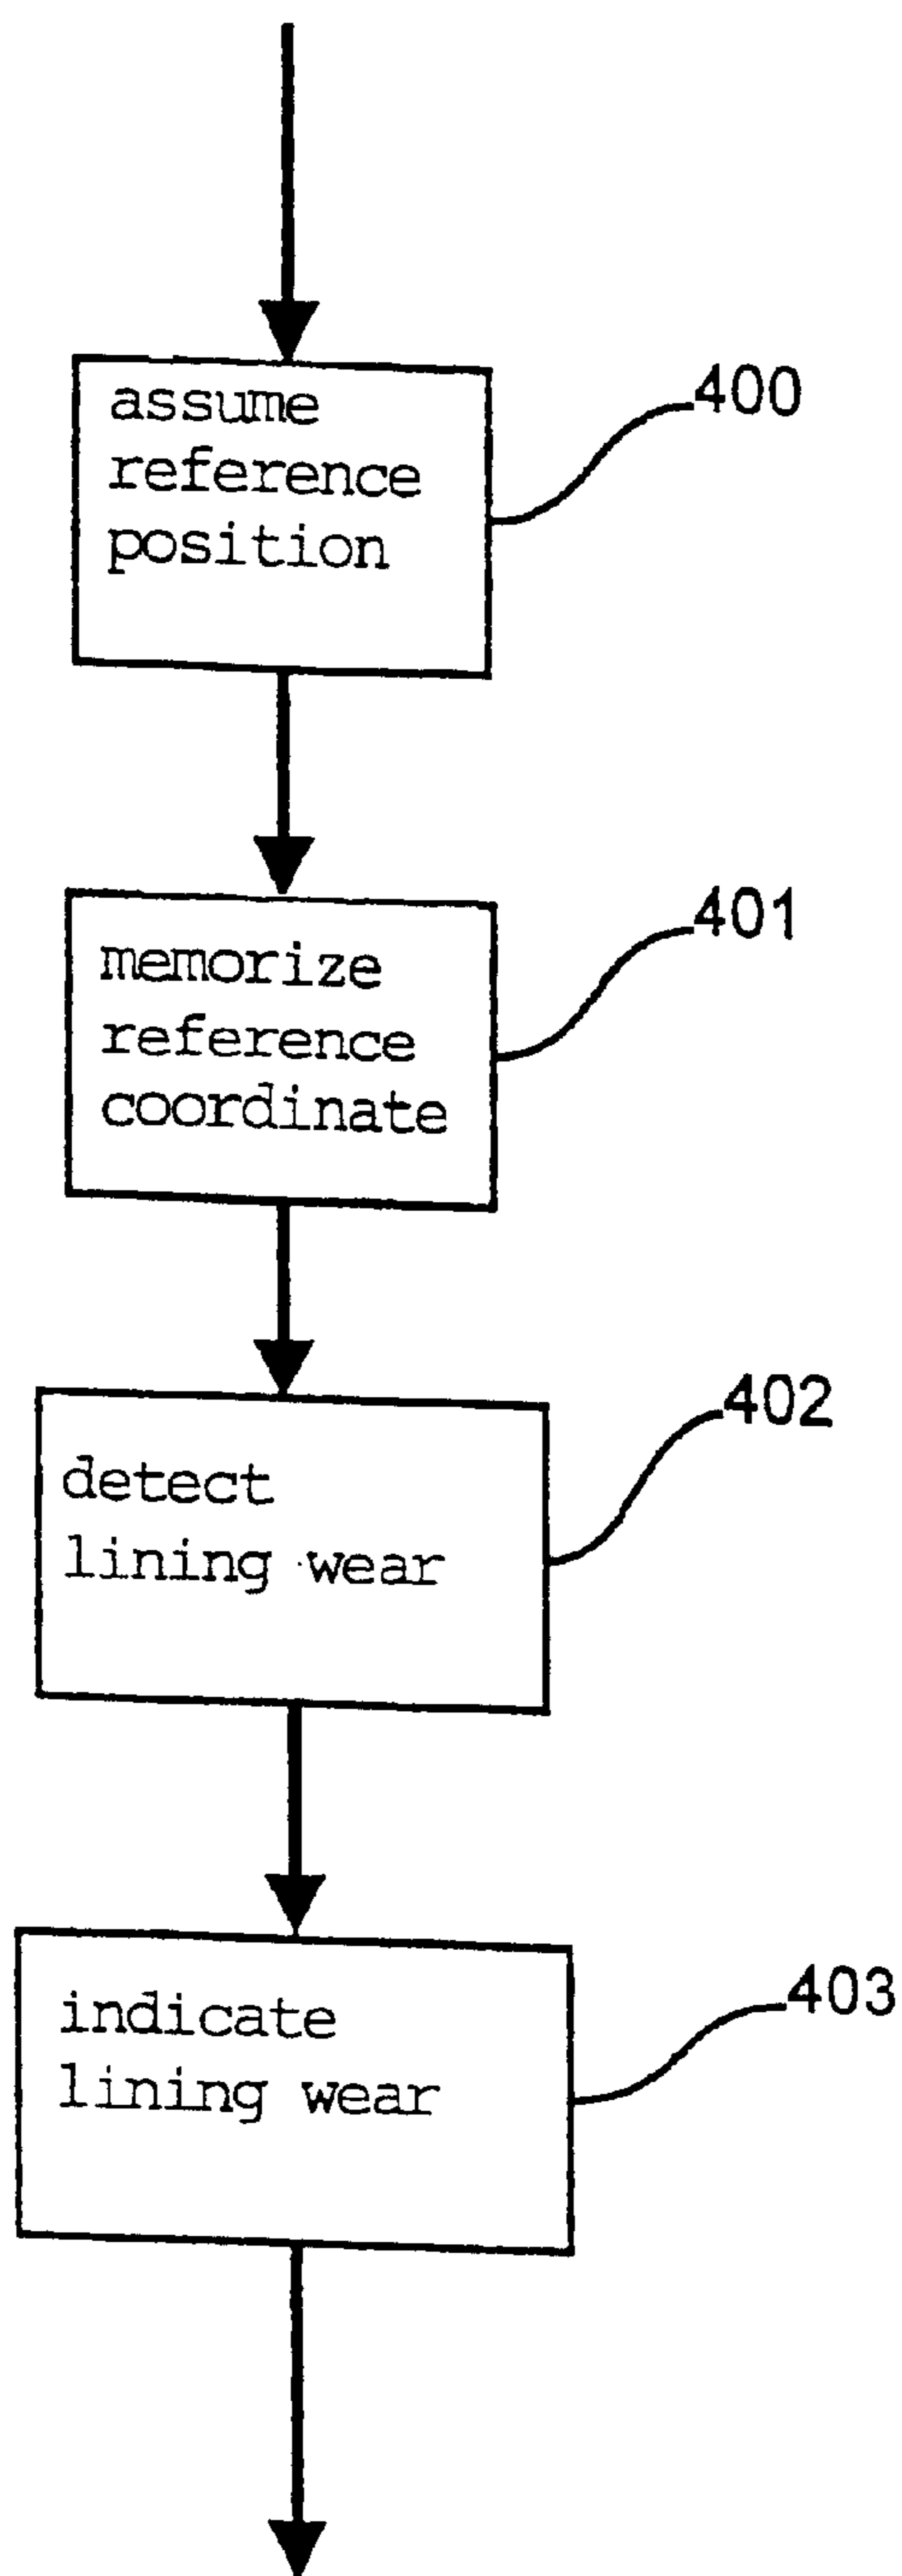 assume
reference
position
400
memorize
reference
coordinate
401
detect
lining wear
402
indicate
lining wear
403